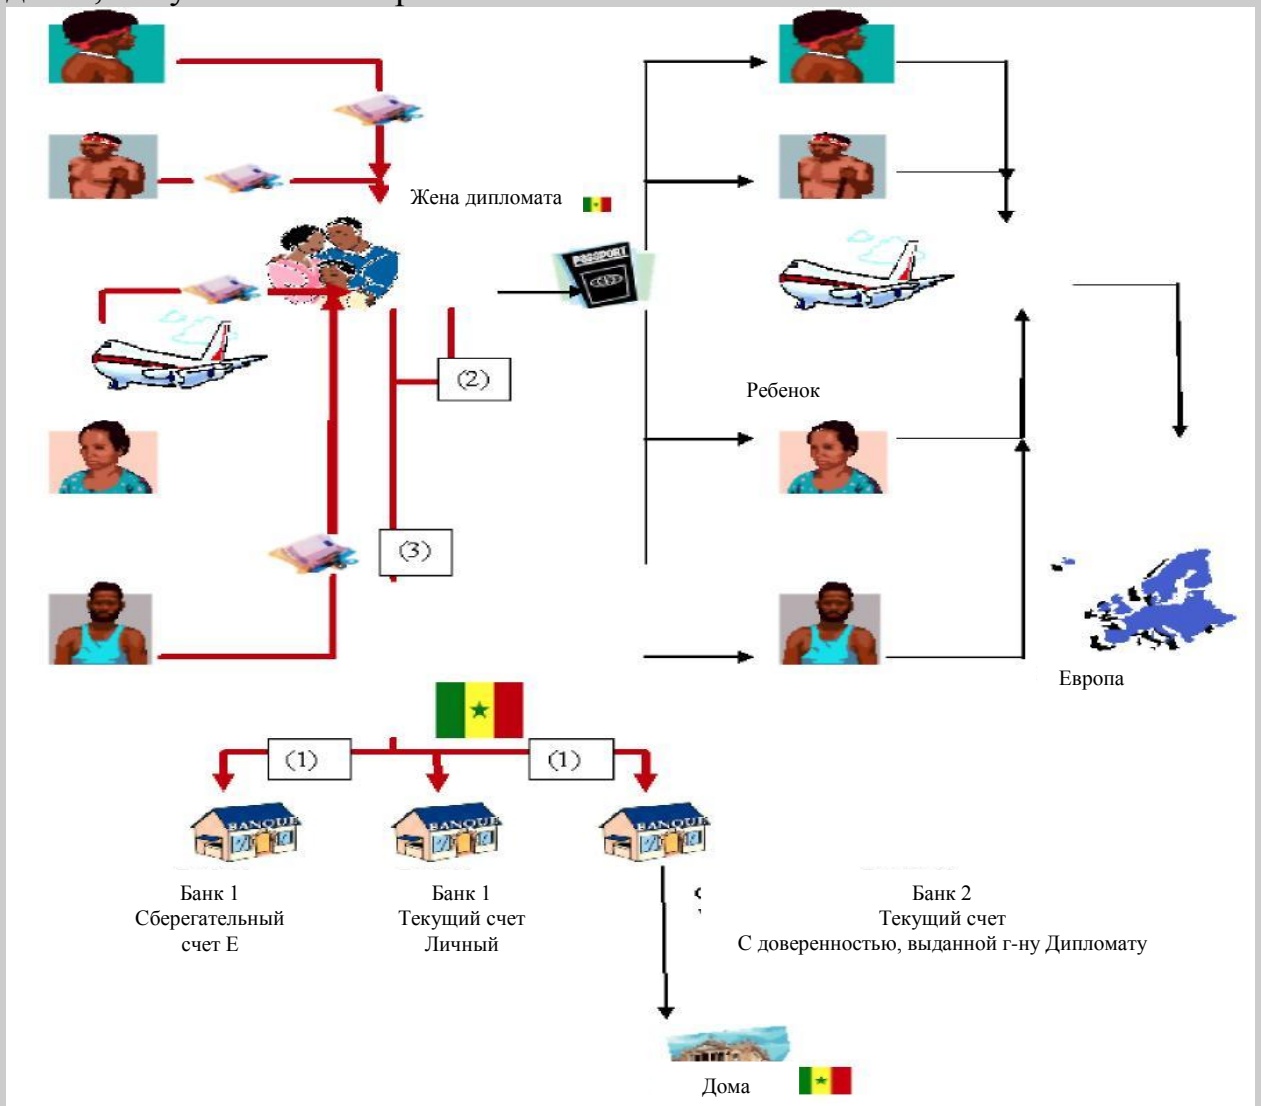 Жена дипломата
PASSPORT
(2)
Ребенок
(3)
Европа
(1)
(1)
BANQUE
BANQUE
BANQUE
Банк 1
Сберегательный
счет Е
Банк 1
Текущий счет
Личный
Банк 2
Текущий счет
С доверенностью, выданной г-ну Дипломату
Дома